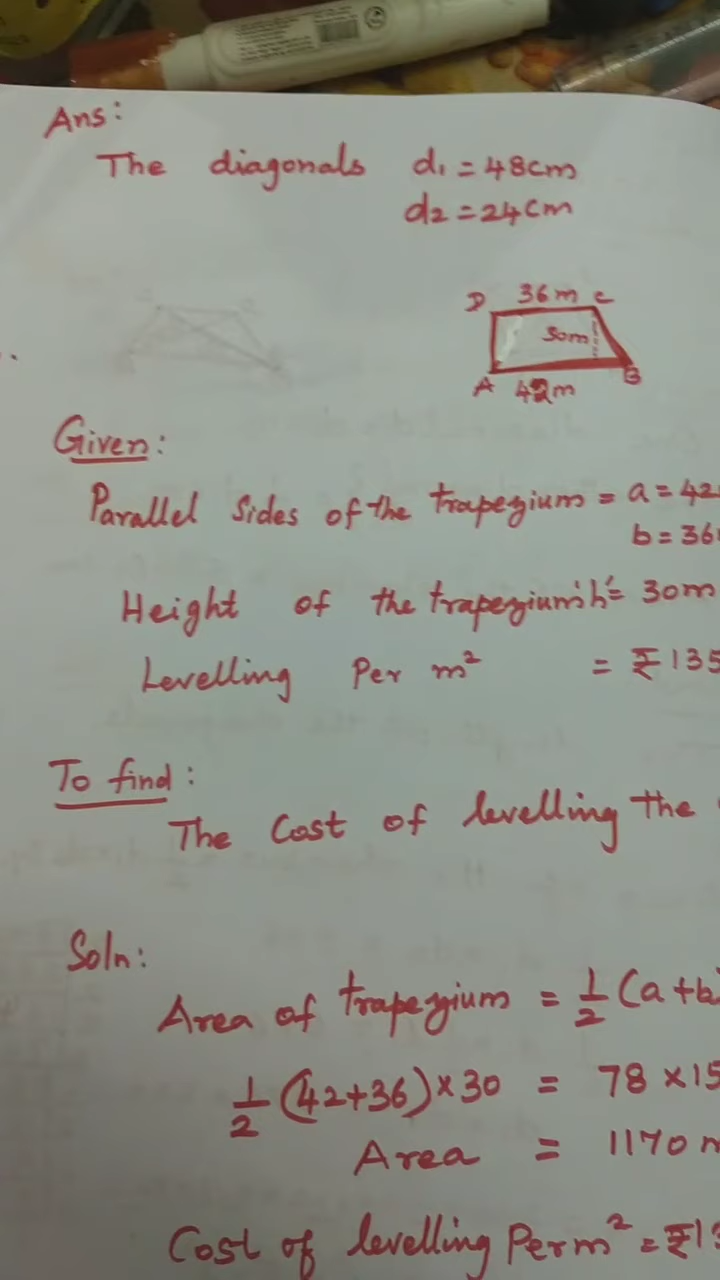 Ans:
The diagonals d1 = 48cm
d2 = 24cm
D 36m C
30m
A 42m B
Given:
Parallel sides of the trapezium = a = 42
b = 36
Height of the trapezium 'h' = 30m
Levelling Per m² = ₹135
To find:
The Cost of levelling the
Soln:
Area of trapezium = 1/2 (a+b)
1/2 (42+36) × 30 = 78 × 15
Area = 1170 m
Cost of levelling Per m² = ₹13